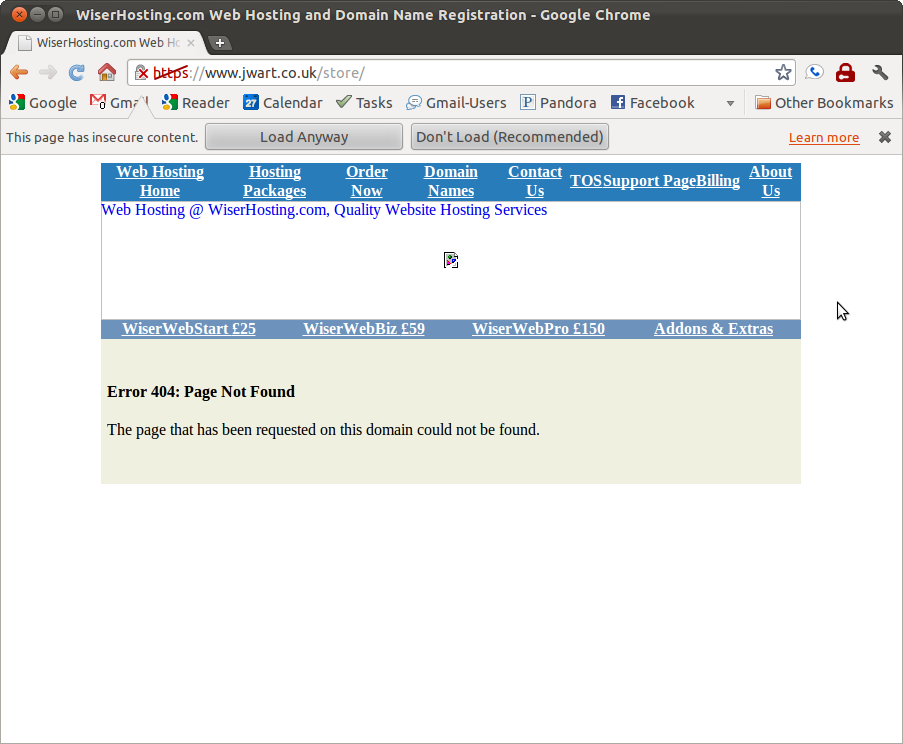 WiserHosting.com Web Hosting and Domain Name Registration - Google Chrome
WiserHosting.com Web Ho
https://www.jwart.co.uk/store/
Google Gmail Reader 27 Calendar Tasks Gmail-Users P Pandora Facebook Other Bookmarks
This page has insecure content. Load Anyway Don't Load (Recommended) Learn more
Web Hosting Home Hosting Packages Order Now Domain Names Contact Us TOS Support Page Billing About Us
Web Hosting @ WiserHosting.com, Quality Website Hosting Services
WiserWebStart £25 WiserWebBiz £59 WiserWebPro £150 Addons & Extras
Error 404: Page Not Found
The page that has been requested on this domain could not be found.